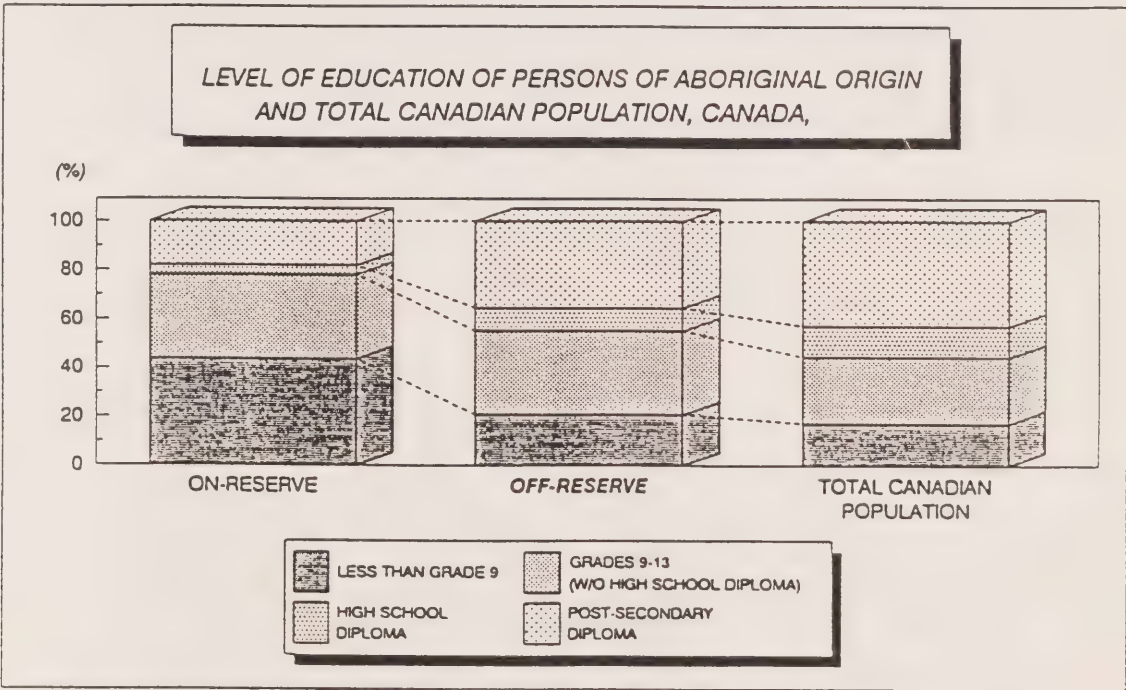 LEVEL OF EDUCATION OF PERSONS OF ABORIGINAL ORIGIN
AND TOTAL CANADIAN POPULATION, CANADA,
(%)
100
80
60
40
20
0
ON-RESERVE
OFF-RESERVE
TOTAL CANADIAN
POPULATION
LESS THAN GRADE 9
GRADES 9-13
(W/O HIGH SCHOOL DIPLOMA)
HIGH SCHOOL
DIPLOMA
POST-SECONDARY
DIPLOMA